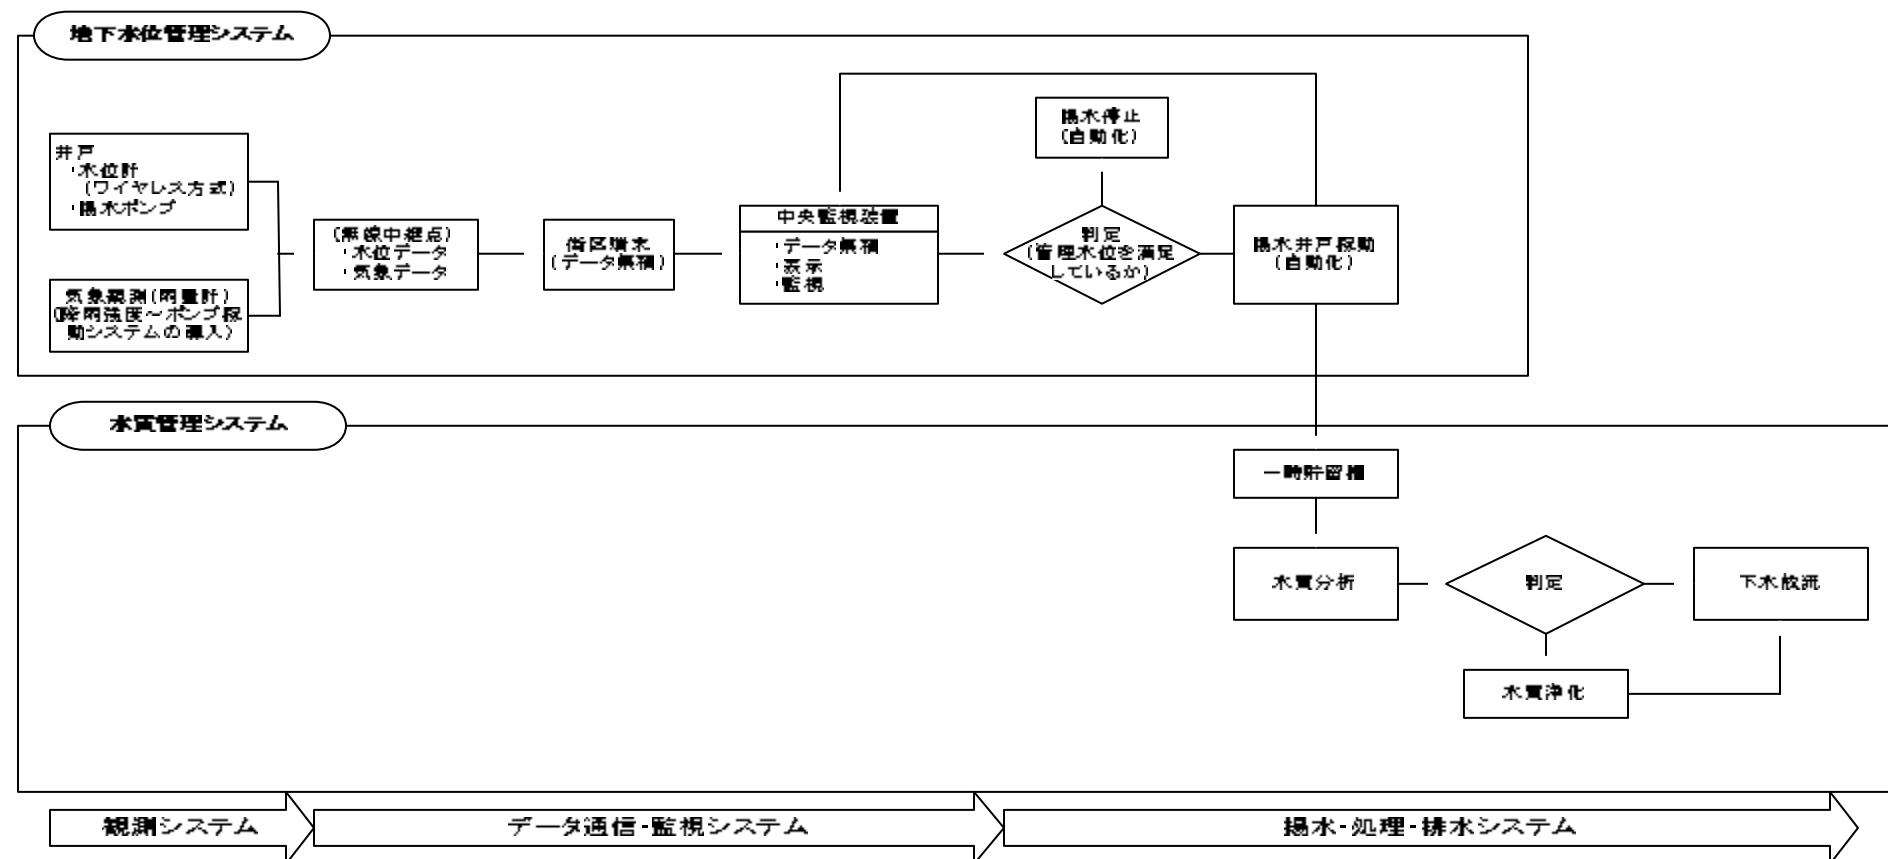 地下水位管理システム
井戸
・水位計
(ワイヤレス方式)
・揚水ポンプ
気象観測(雨量計)
(降雨強度～ポンプ稼
動システムの導入)
(無線中継点)
・水位データ
・気象データ
街区端末
(データ集積)
中央監視装置
・データ集積
・表示
・監視
判定
(管理水位を満足
しているか)
揚水停止
(自動化)
揚水井戸稼動
(自動化)
水質管理システム
一時貯留槽
水質分析
判定
下水放流
水質浄化
観測システム
データ通信・監視システム
揚水・処理・排水システム